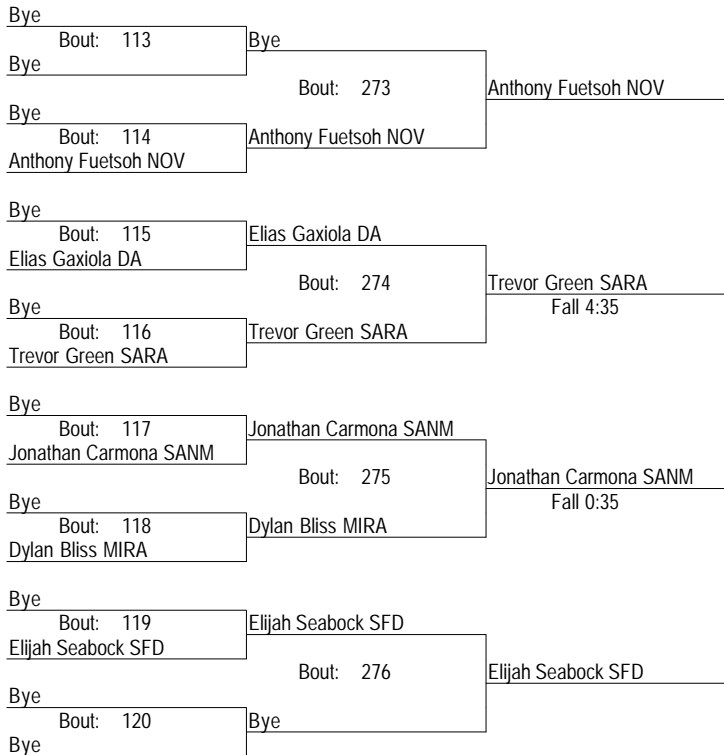 Bye
Bout: 113 Bye
Bye
Bout: 273 Anthony Fuetsoh NOV
Bye
Bout: 114 Anthony Fuetsoh NOV
Anthony Fuetsoh NOV
Bye
Bout: 115 Elias Gaxiola DA
Elias Gaxiola DA
Bout: 274 Trevor Green SARA
Bye Fall 4:35
Bout: 116 Trevor Green SARA
Trevor Green SARA
Bye
Bout: 117 Jonathan Carmona SANM
Jonathan Carmona SANM
Bout: 275 Jonathan Carmona SANM
Bye Fall 0:35
Bout: 118 Dylan Bliss MIRA
Dylan Bliss MIRA
Bye
Bout: 119 Elijah Seabock SFD
Elijah Seabock SFD
Bout: 276 Elijah Seabock SFD
Bye
Bout: 120 Bye
Bye